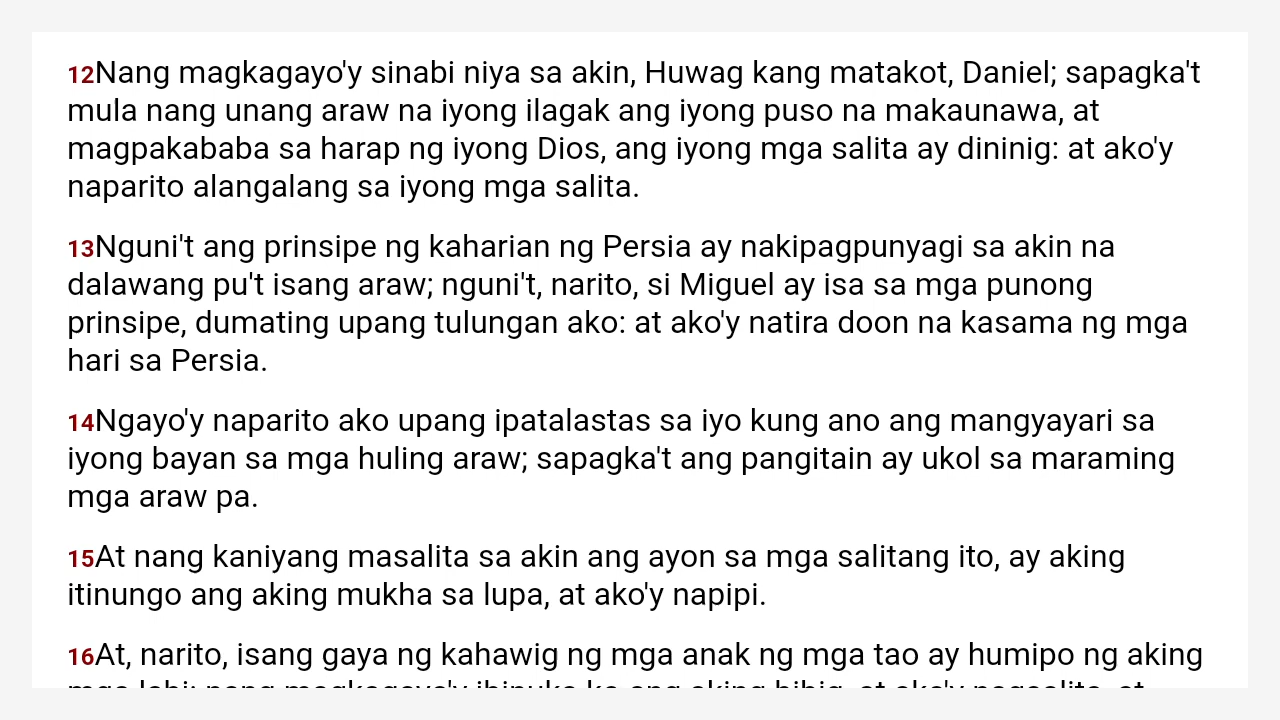 12Nang magkagayo'y sinabi niya sa akin, Huwag kang matakot, Daniel; sapagka't
mula nang unang araw na iyong ilagak ang iyong puso na makaunawa, at
magpakababa sa harap ng iyong Dios, ang iyong mga salita ay dininig: at ako'y
naparito alangalang sa iyong mga salita.
13Nguni't ang prinsipe ng kaharian ng Persia ay nakipagpunyagi sa akin na
dalawang pu't isang araw; nguni't, narito, si Miguel ay isa sa mga punong
prinsipe, dumating upang tulungan ako: at ako'y natira doon na kasama ng mga
hari sa Persia.
14Ngayo'y naparito ako upang ipatalastas sa iyo kung ano ang mangyayari sa
iyong bayan sa mga huling araw; sapagka't ang pangitain ay ukol sa maraming
mga araw pa.
15At nang kaniyang masalita sa akin ang ayon sa mga salitang ito, ay aking
itinungo ang aking mukha sa lupa, at ako'y napipi.
16At, narito, isang gaya ng kahawig ng mga anak ng mga tao ay humipo ng aking